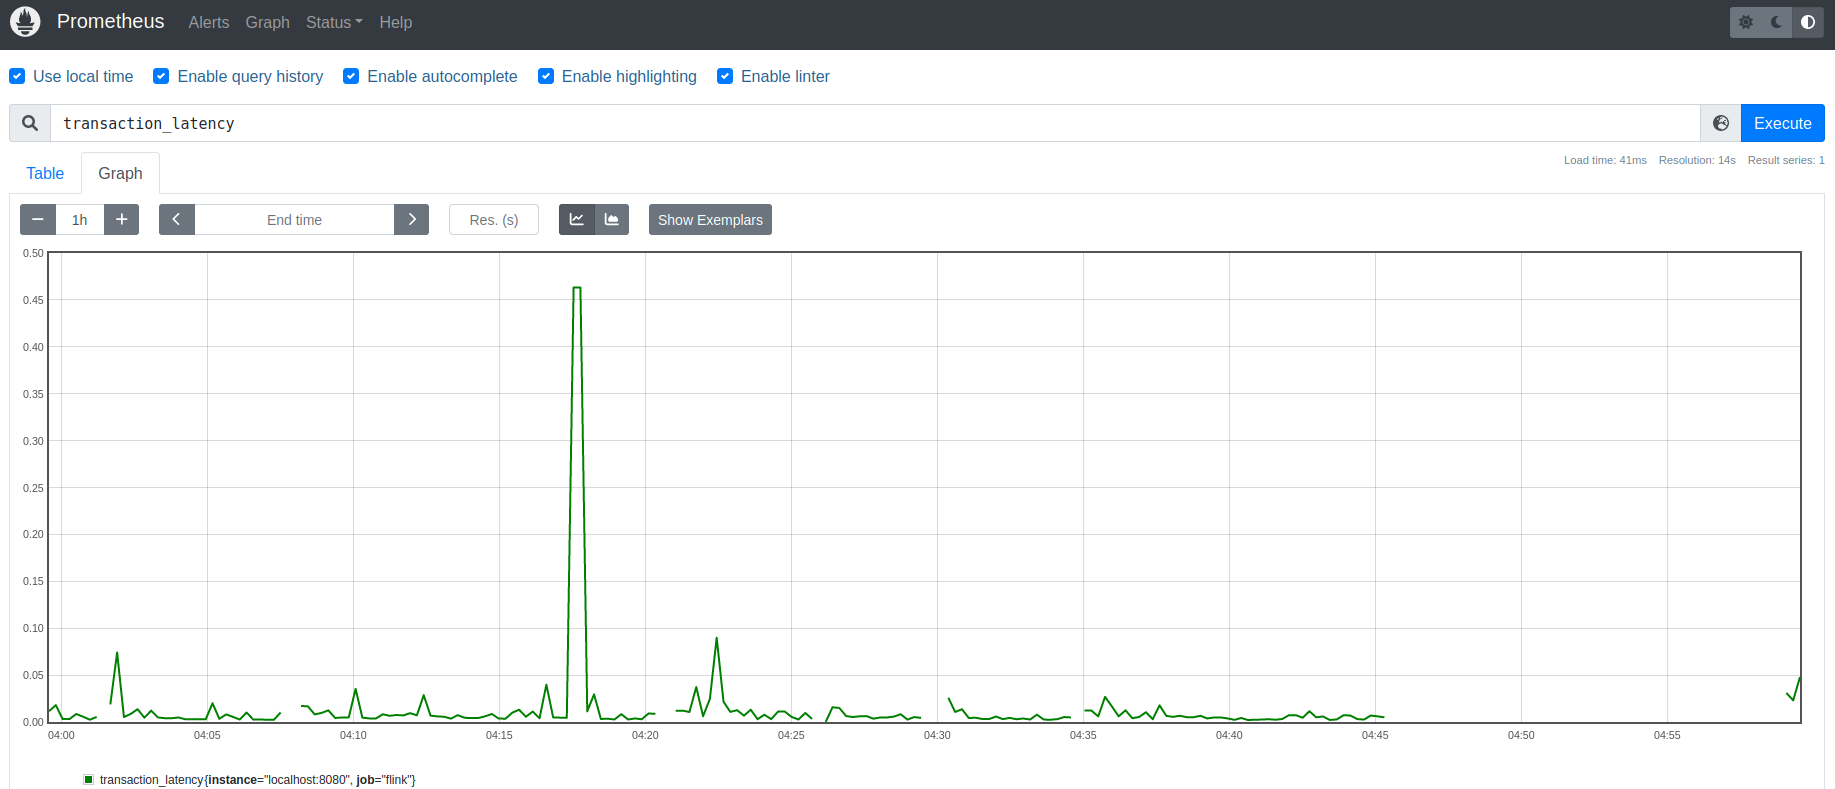 Prometheus Alerts Graph Status Help
Use local time Enable query history Enable autocomplete Enable highlighting Enable linter
transaction_latency Execute
Load time: 41ms Resolution: 14s Result series: 1
Table Graph
1h End time Res. (s) Show Exemplars
0.50
0.45
0.40
0.35
0.30
0.25
0.20
0.15
0.10
0.05
0.00
04:00 04:05 04:10 04:15 04:20 04:25 04:30 04:35 04:40 04:45 04:50 04:55
transaction_latency{instance="localhost:8080", job="flink"}